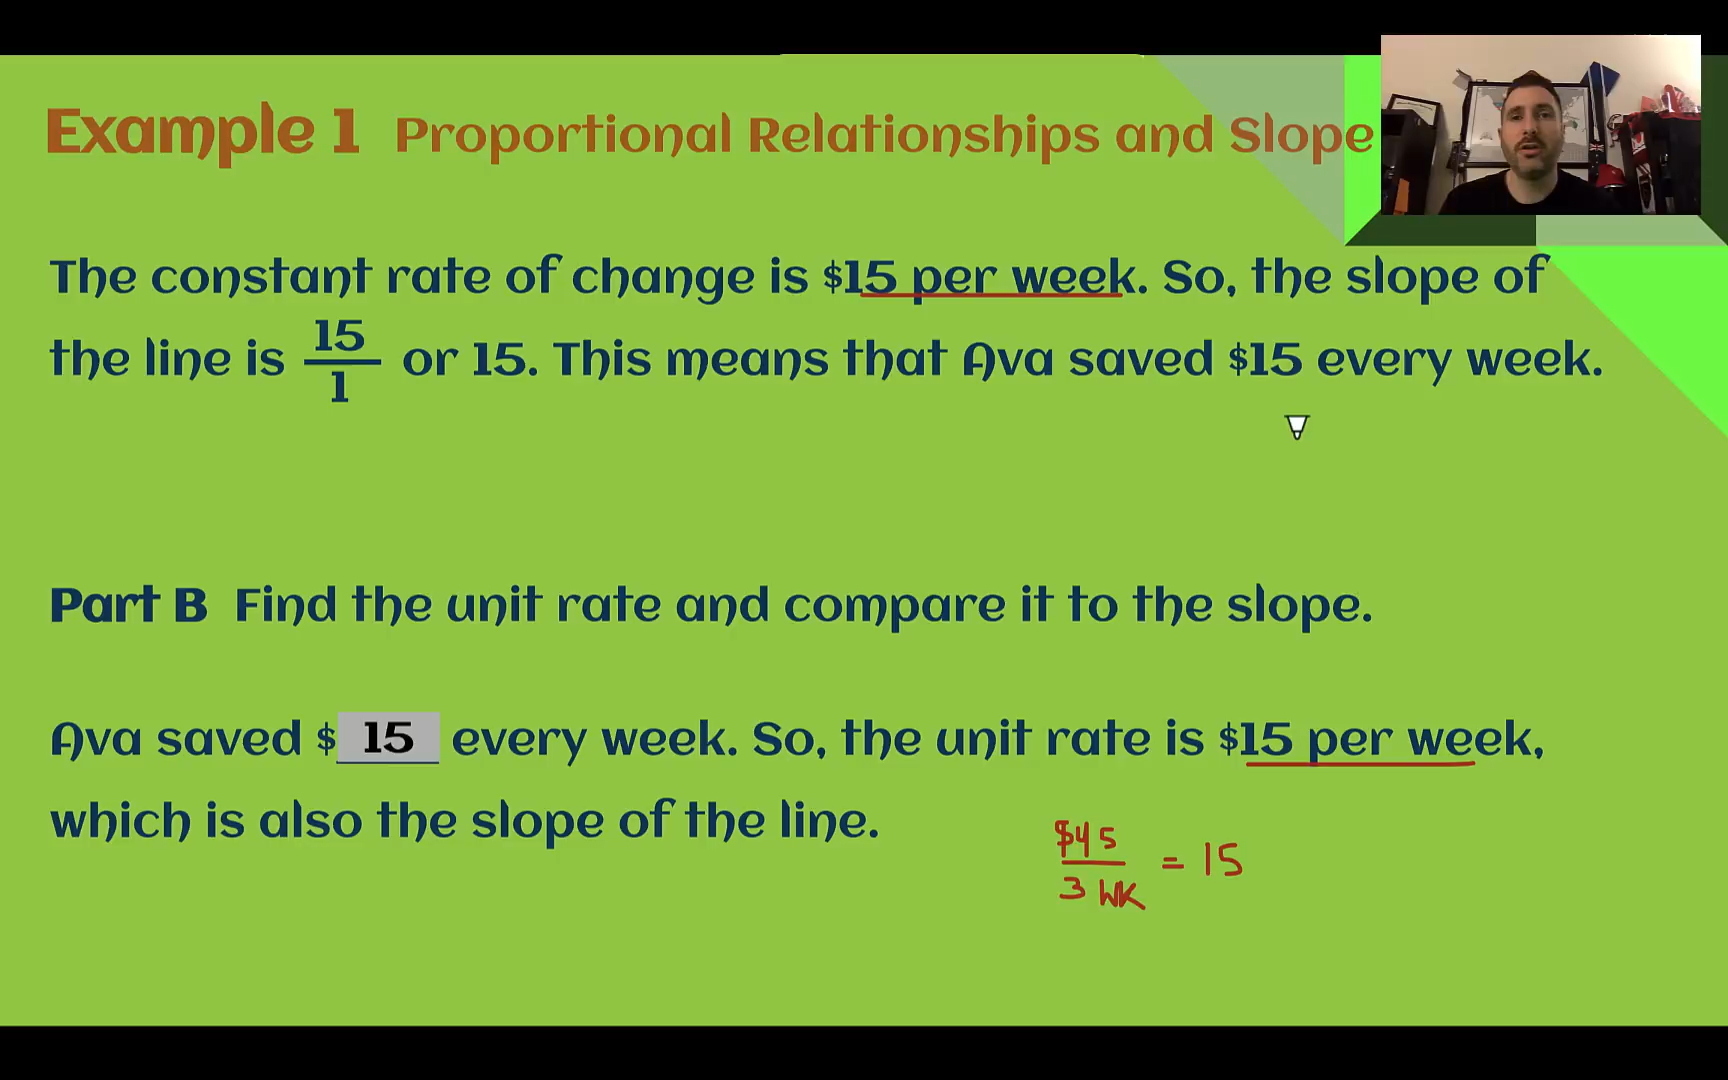 Example 1 Proportional Relationships and Slope
The constant rate of change is $15 per week. So, the slope of
the line is 15/1 or 15. This means that Ava saved $15 every week.
Part B Find the unit rate and compare it to the slope.
Ava saved $ 15 every week. So, the unit rate is $15 per week,
which is also the slope of the line.
$45
3 WK = 15